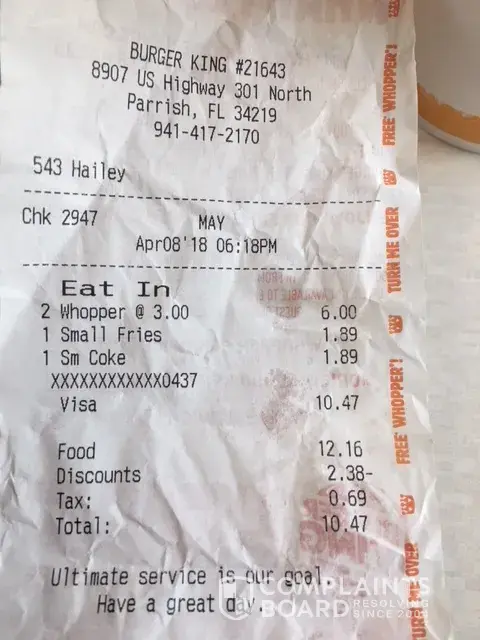 BURGER KING #21643
8907 US Highway 301 North
Parrish, FL 34219
941-417-2170
543 Hailey
Chk 2947 MAY
Apr08'18 06:18PM
Eat In
2 Whopper @ 3.00 6.00
1 Small Fries 1.89
1 Sm Coke 1.89
XXXXXXXXXXXX0437
Visa 10.47
Food 12.16
Discounts 2.38-
Tax: 0.69
Total: 10.47
Ultimate service is our goal.
Have a great day.
FREE WHOPPER!
TURN ME OVER
FREE WHOPPER!
TURN ME OVER
COMPLAINTS
BOARD RESOLVING
SINCE